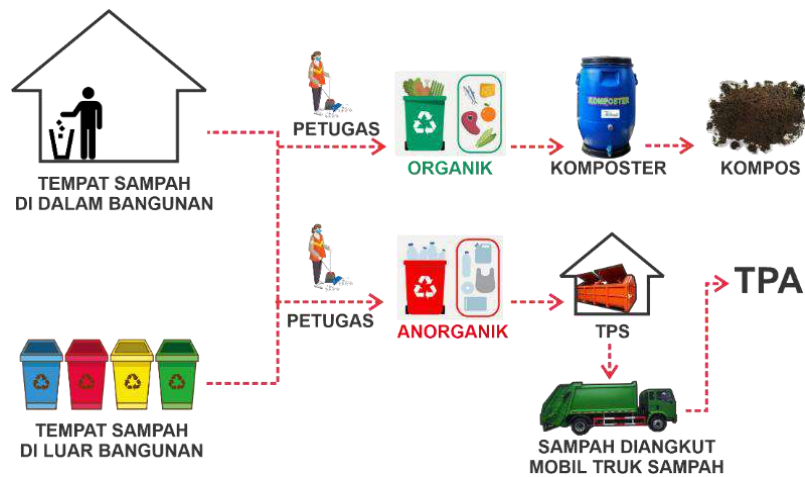 TEMPAT SAMPAH
DI DALAM BANGUNAN
PETUGAS
ORGANIK
KOMPOSTER
KOMPOSTER
KOMPOS
PETUGAS
ANORGANIK
TPS
TPA
TEMPAT SAMPAH
DI LUAR BANGUNAN
SAMPAH DIANGKUT
MOBIL TRUK SAMPAH